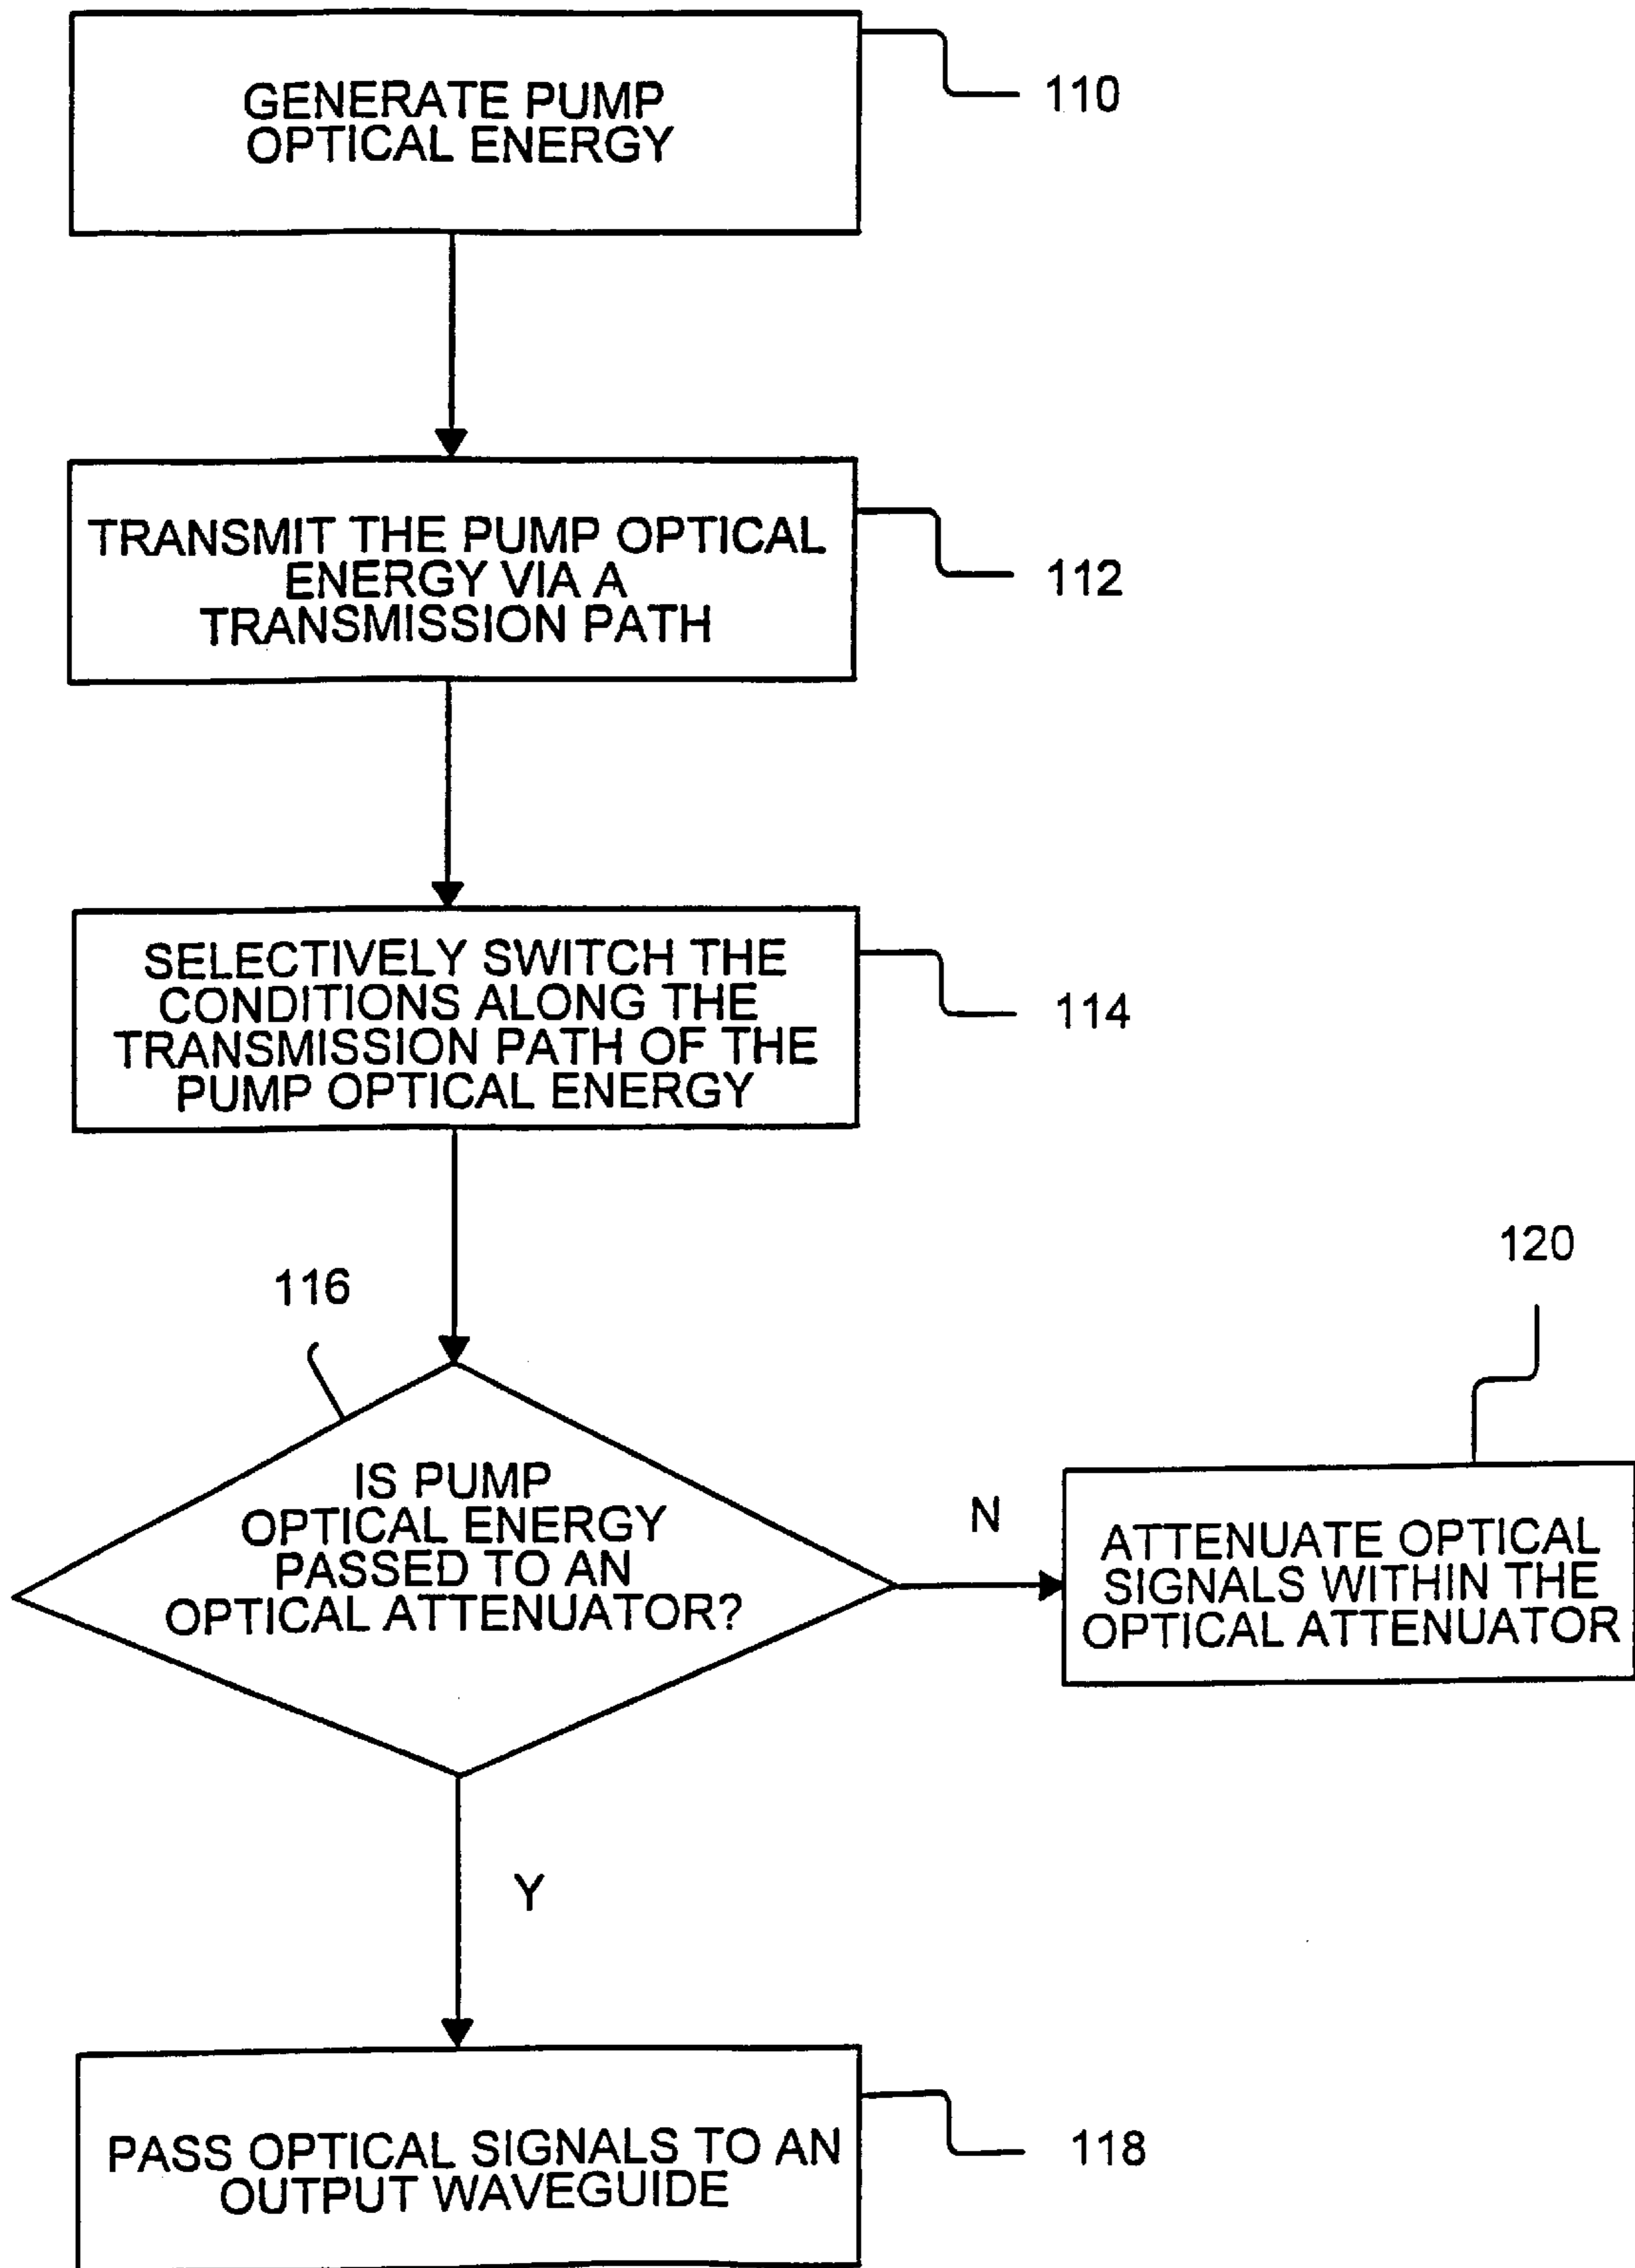 GENERATE PUMP
OPTICAL ENERGY
110
TRANSMIT THE PUMP OPTICAL
ENERGY VIA A
TRANSMISSION PATH
112
SELECTIVELY SWITCH THE
CONDITIONS ALONG THE
TRANSMISSION PATH OF THE
PUMP OPTICAL ENERGY
114
116
IS PUMP
OPTICAL ENERGY
PASSED TO AN
OPTICAL ATTENUATOR?
N
120
ATTENUATE OPTICAL
SIGNALS WITHIN THE
OPTICAL ATTENUATOR
Y
PASS OPTICAL SIGNALS TO AN
OUTPUT WAVEGUIDE
118